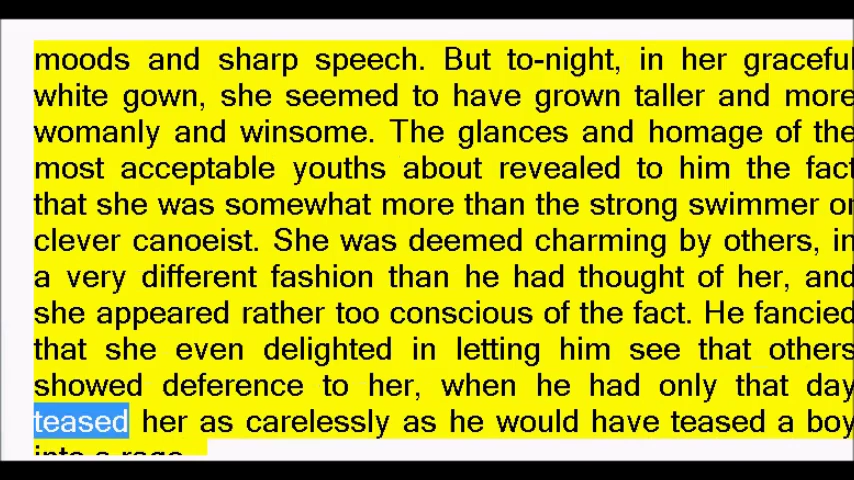 moods and sharp speech. But to-night, in her graceful
white gown, she seemed to have grown taller and more
womanly and winsome. The glances and homage of the
most acceptable youths about revealed to him the fact
that she was somewhat more than the strong swimmer or
clever canoeist. She was deemed charming by others, in
a very different fashion than he had thought of her, and
she appeared rather too conscious of the fact. He fancied
that she even delighted in letting him see that others
showed deference to her, when he had only that day
teased her as carelessly as he would have teased a boy
into a rage.